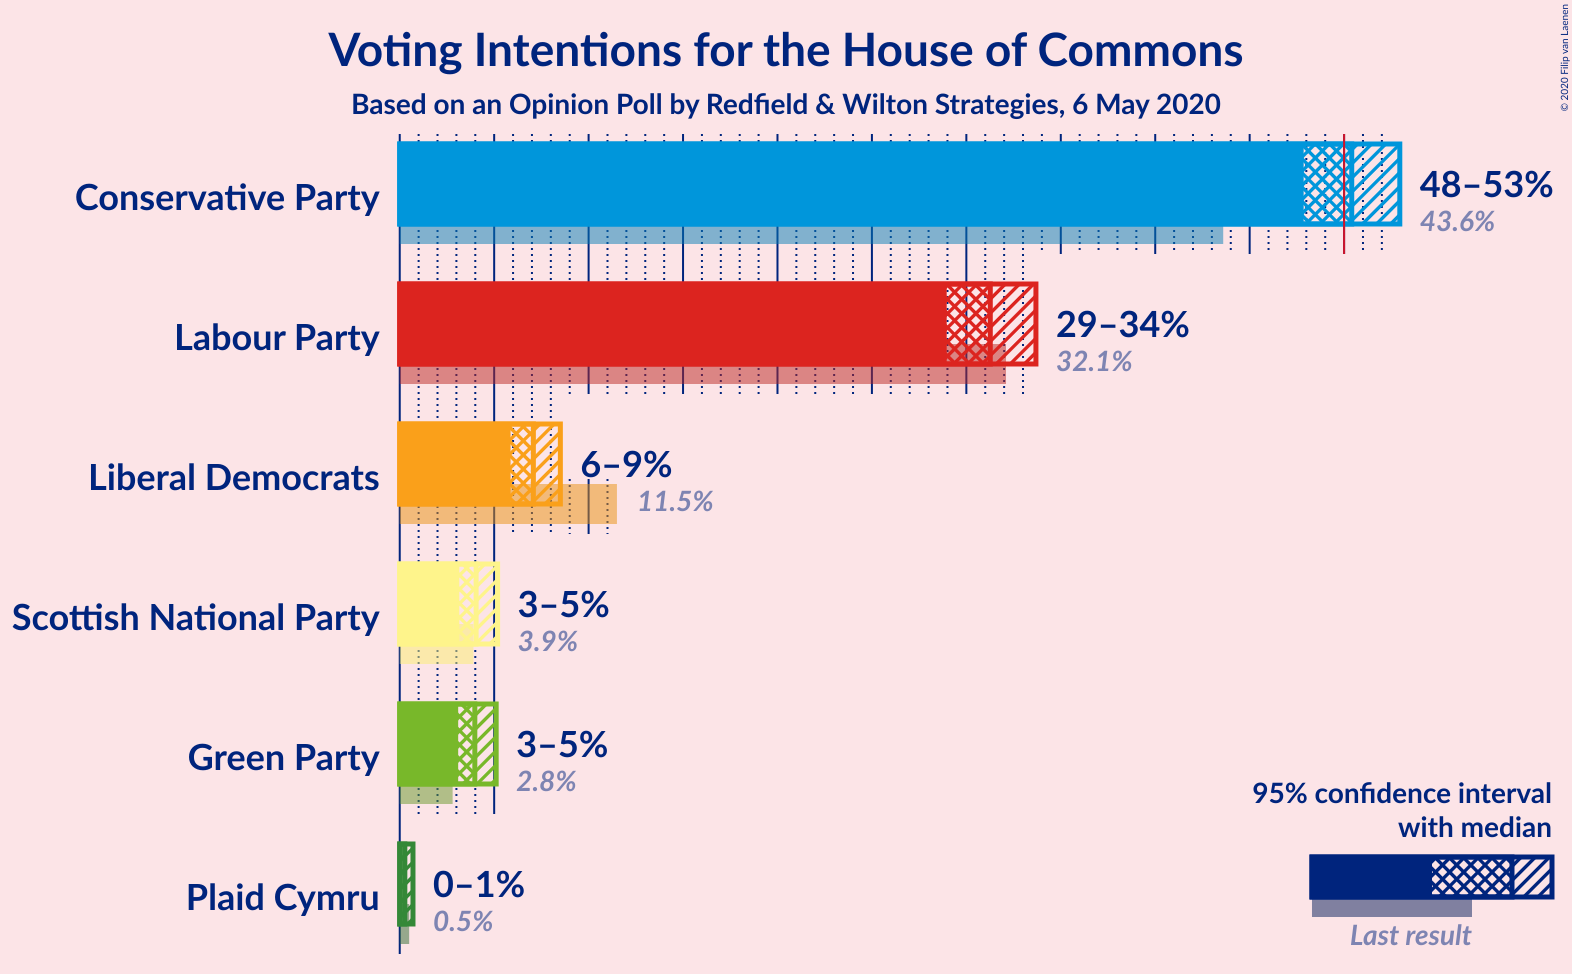 Voting Intentions for the House of Commons
Based on an Opinion Poll by Redfield & Wilton Strategies, 6 May 2020
© 2020 Filip van Laenen
Conservative Party
48–53%
43.6%
Labour Party
29–34%
32.1%
Liberal Democrats
6–9%
11.5%
Scottish National Party
3–5%
3.9%
Green Party
3–5%
2.8%
Plaid Cymru
0–1%
0.5%
95% confidence interval
with median
Last result